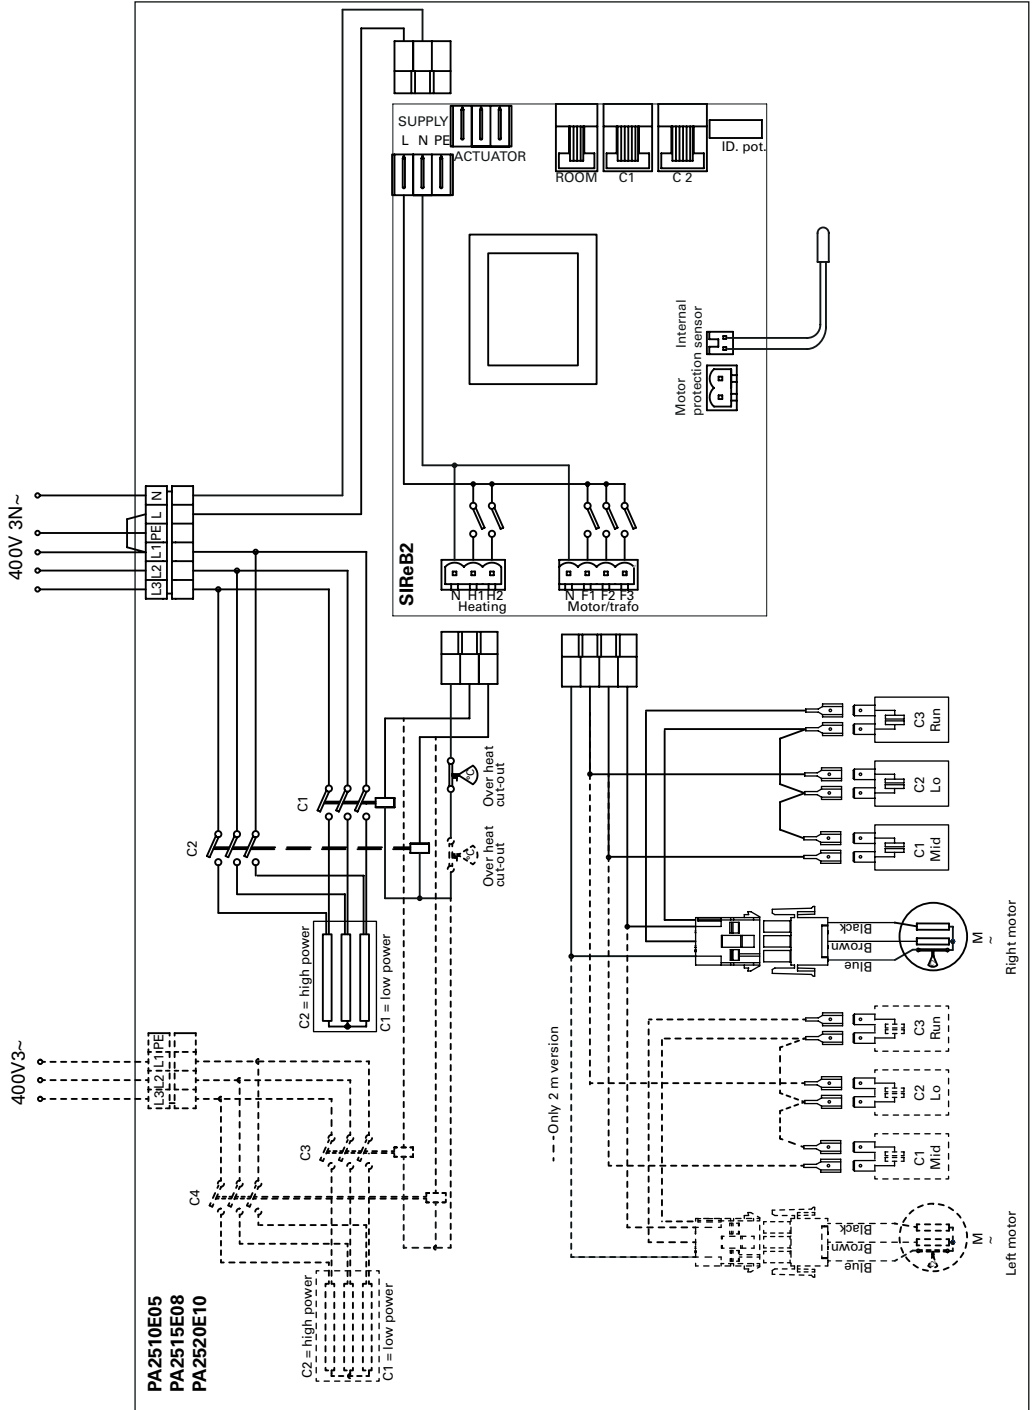 SUPPLY
L N PE
ACTUATOR
ROOM
C1
C 2
ID. pot.
Internal
Motor
protection sensor
400V 3N~
L3 L2 L1 PE L N
SIReB2
N H1 H2
Heating
N F1 F2 F3
Motor/trafo
C1
C2
°C
Over heat
cut-out
°C
Over heat
cut-out
C2 = high power
C1 = low power
C3
Run
C2
Lo
C1
Mid
Black
Brown
Blue
M
~
Right motor
400V3~
L3 L2 L1 PE
---Only 2 m version
C3
C4
C3
Run
C2
Lo
C1
Mid
Black
Brown
Blue
M
~
Left motor
C2 = high power
C1 = low power
PA2510E05
PA2515E08
PA2520E10